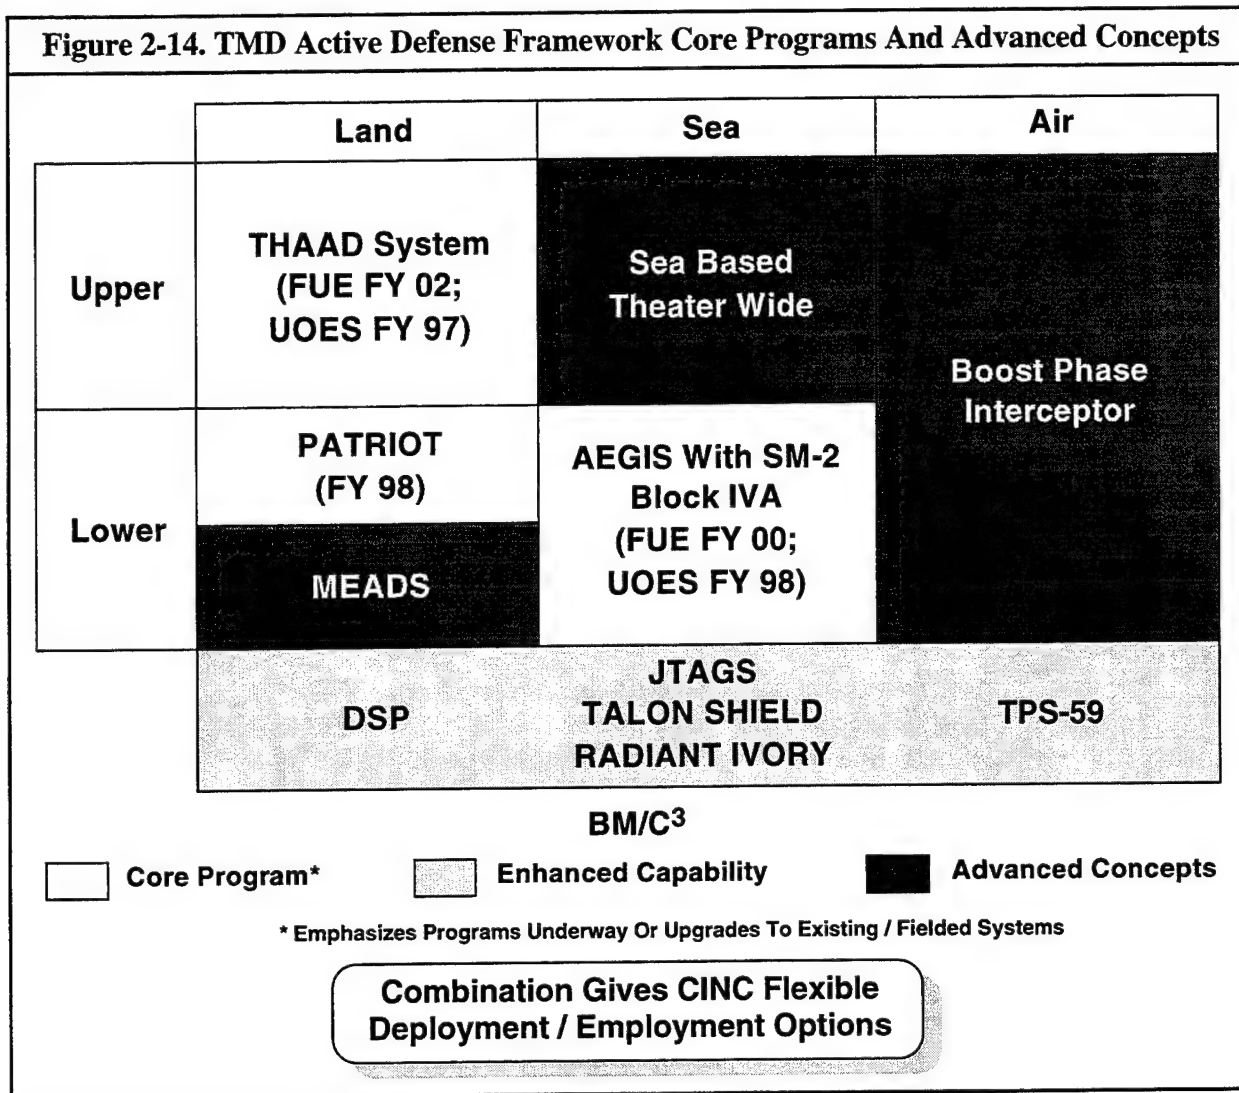 Figure 2-14. TMD Active Defense Framework Core Programs And Advanced Concepts
Land
Sea
Air
Upper
THAAD System
(FUE FY 02;
UOES FY 97)
Sea Based
Theater Wide
Boost Phase
Interceptor
Lower
PATRIOT
(FY 98)
MEADS
AEGIS With SM-2
Block IVA
(FUE FY 00;
UOES FY 98)
DSP
JTAGS
TALON SHIELD
RADIANT IVORY
TPS-59
BM/C3
Core Program*
Enhanced Capability
Advanced Concepts
* Emphasizes Programs Underway Or Upgrades To Existing / Fielded Systems
Combination Gives CINC Flexible
Deployment / Employment Options